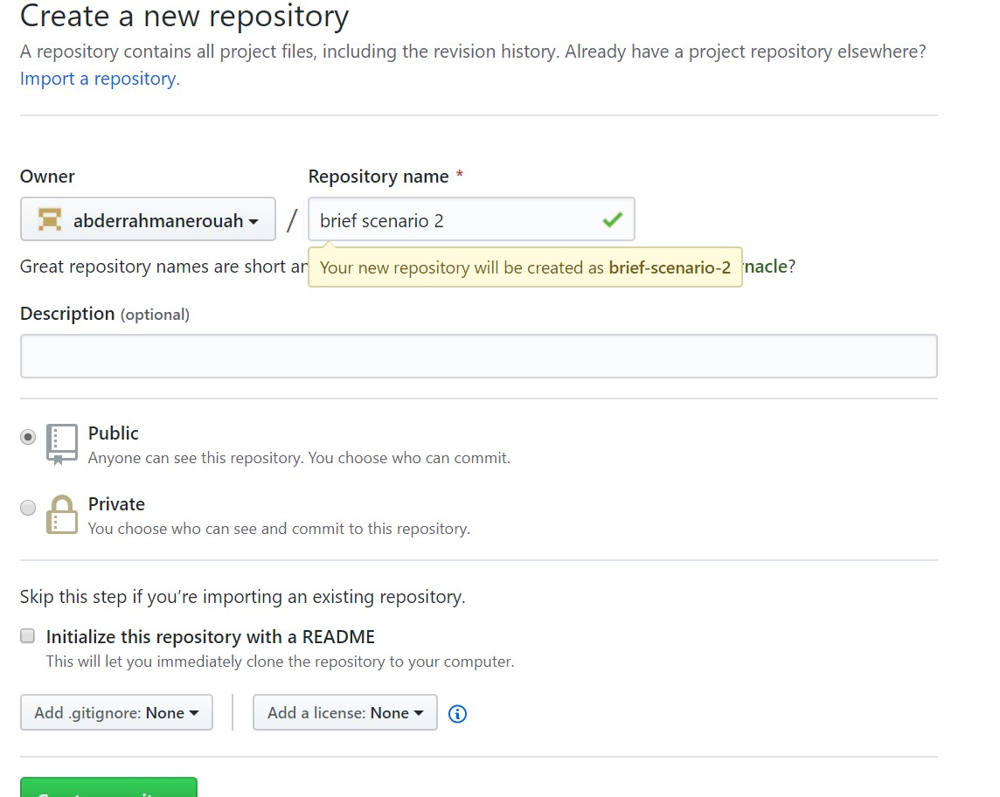 Create a new repository
A repository contains all project files, including the revision history. Already have a project repository elsewhere?
Import a repository.
Owner
Repository name *
abderrahmanerouah
/
brief scenario 2
Great repository names are short
Your new repository will be created as brief-scenario-2
nacle?
Description (optional)
Public
Anyone can see this repository. You choose who can commit.
Private
You choose who can see and commit to this repository.
Skip this step if you’re importing an existing repository.
Initialize this repository with a README
This will let you immediately clone the repository to your computer.
Add .gitignore: None
Add a license: None